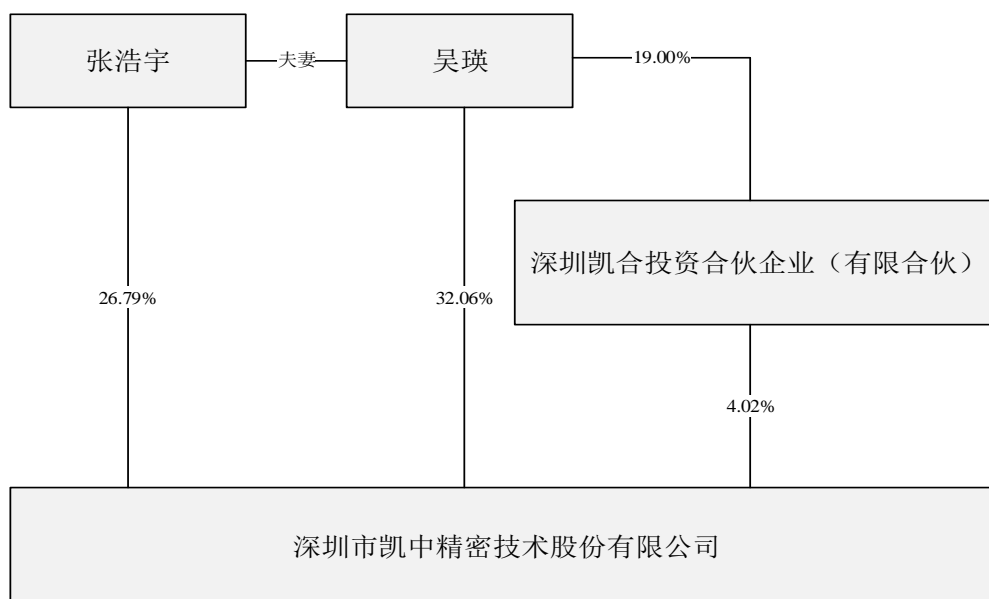 张浩宇
夫妻
吴瑛
19.00%
深圳凯合投资合伙企业（有限合伙）
26.79%
32.06%
4.02%
深圳市凯中精密技术股份有限公司